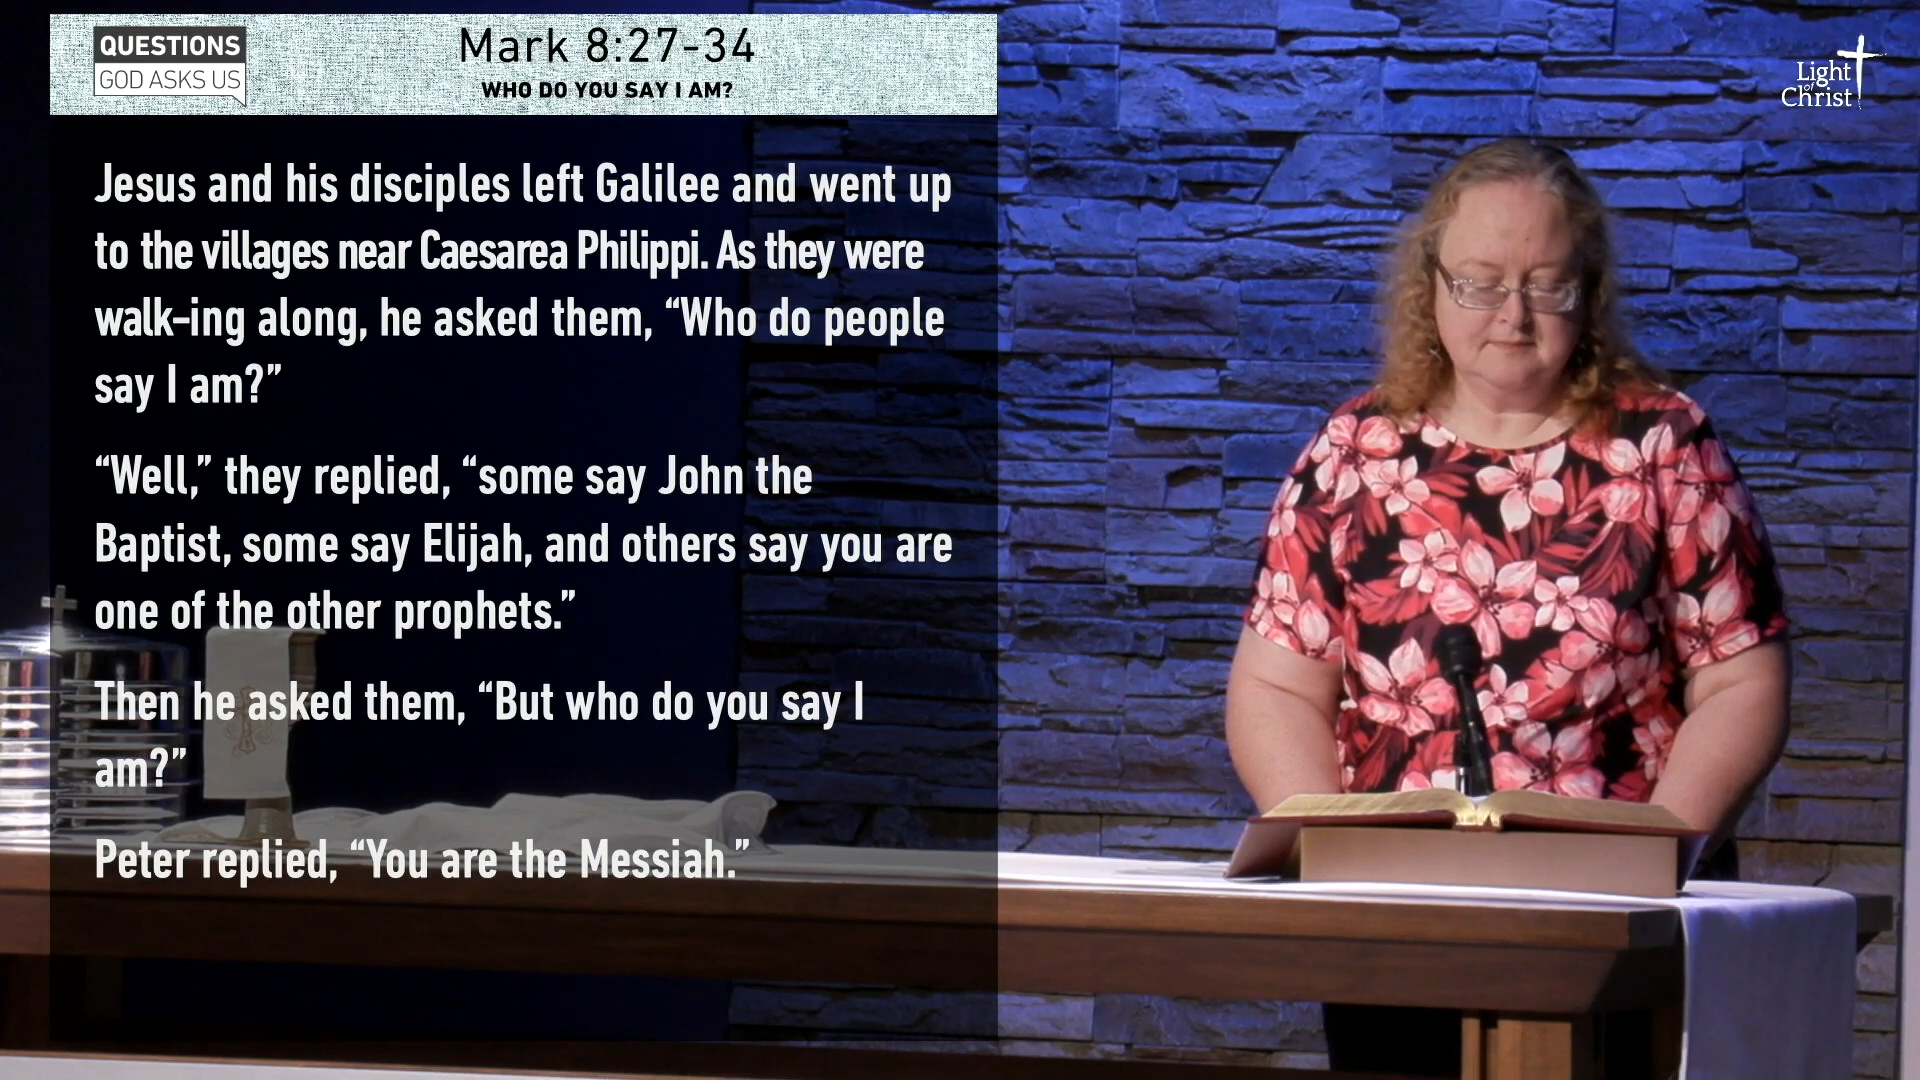 QUESTIONS
GOD ASKS US
Mark 8:27-34
WHO DO YOU SAY I AM?
Light
of
Christ
Jesus and his disciples left Galilee and went up
to the villages near Caesarea Philippi. As they were
walk-ing along, he asked them, “Who do people
say I am?”
“Well,” they replied, “some say John the
Baptist, some say Elijah, and others say you are
one of the other prophets.”
Then he asked them, “But who do you say I
am?”
Peter replied, “You are the Messiah.”